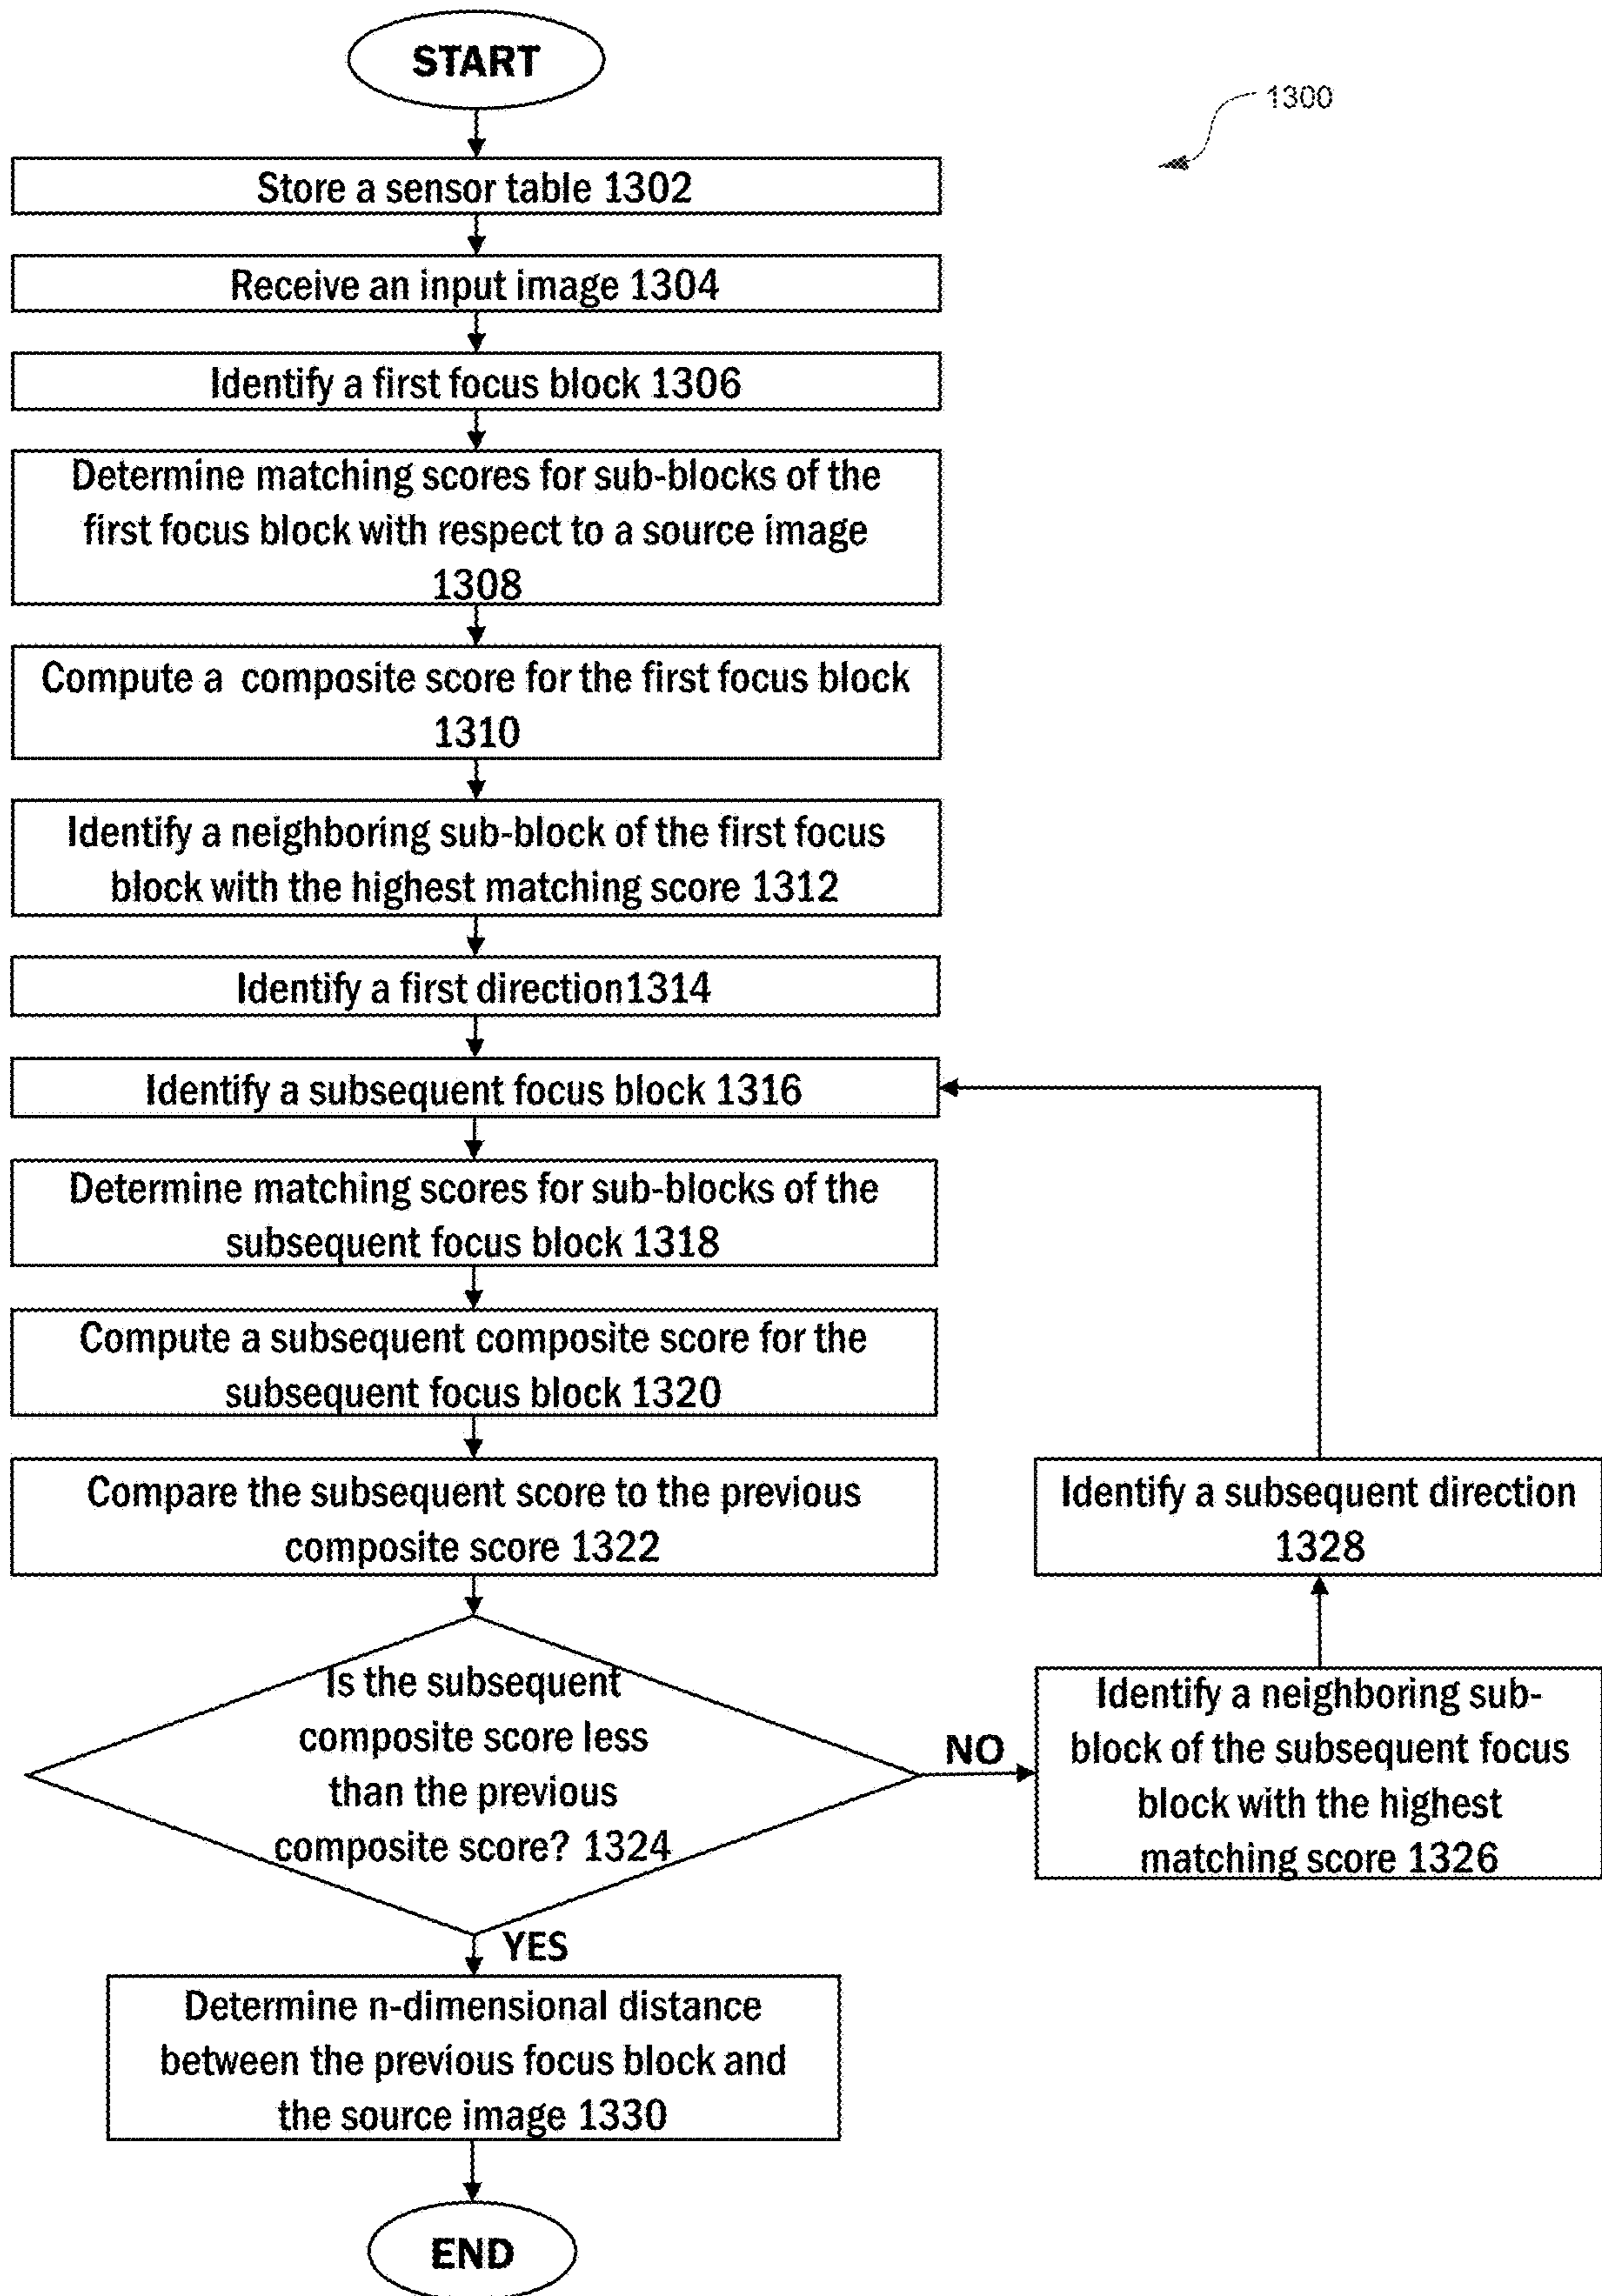 START
1300
Store a sensor table 1302
Receive an input image 1304
Identify a first focus block 1306
Determine matching scores for sub-blocks of the
first focus block with respect to a source image
1308
Compute a composite score for the first focus block
1310
Identify a neighboring sub-block of the first focus
block with the highest matching score 1312
Identify a first direction1314
Identify a subsequent focus block 1316
Determine matching scores for sub-blocks of the
subsequent focus block 1318
Compute a subsequent composite score for the
subsequent focus block 1320
Compare the subsequent score to the previous
composite score 1322
Is the subsequent
composite score less
than the previous
composite score? 1324
NO
Identify a neighboring sub-
block of the subsequent focus
block with the highest
matching score 1326
Identify a subsequent direction
1328
YES
Determine n-dimensional distance
between the previous focus block and
the source image 1330
END